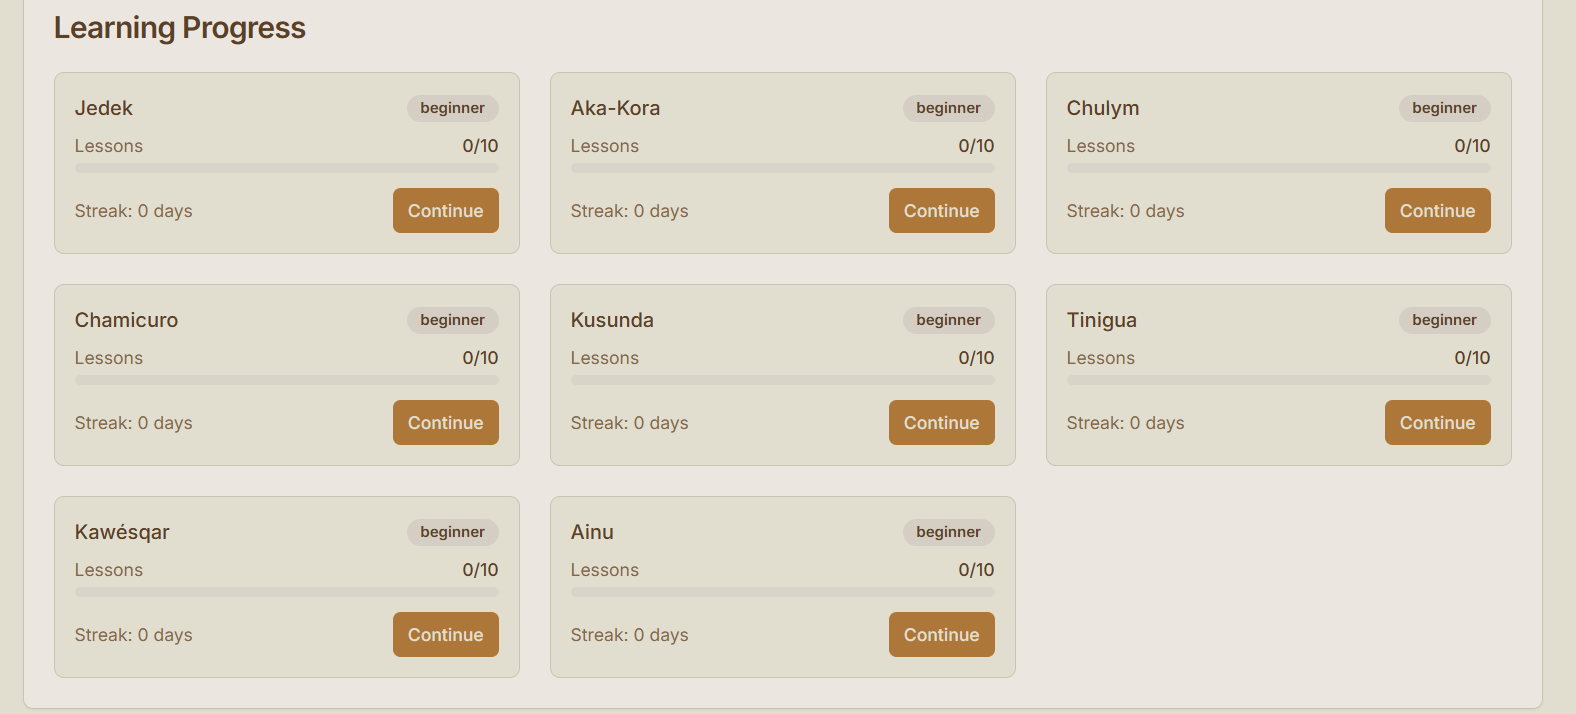 Learning Progress
Jedek beginner
Lessons 0/10
Streak: 0 days Continue
Aka-Kora beginner
Lessons 0/10
Streak: 0 days Continue
Chulym beginner
Lessons 0/10
Streak: 0 days Continue
Chamicuro beginner
Lessons 0/10
Streak: 0 days Continue
Kusunda beginner
Lessons 0/10
Streak: 0 days Continue
Tinigua beginner
Lessons 0/10
Streak: 0 days Continue
Kawésqar beginner
Lessons 0/10
Streak: 0 days Continue
Ainu beginner
Lessons 0/10
Streak: 0 days Continue